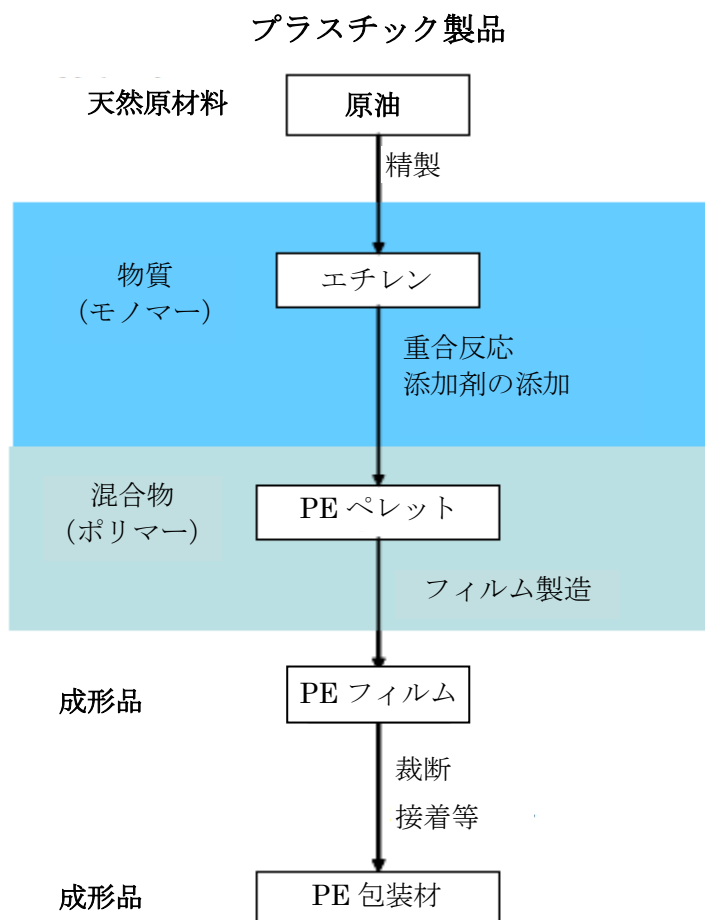 プラスチック製品
天然原材料
原油
精製
物質
(モノマー)
エチレン
重合反応
添加剤の添加
混合物
(ポリマー)
PE ペレット
フィルム製造
成形品
PE フィルム
裁断
接着等
成形品
PE 包装材